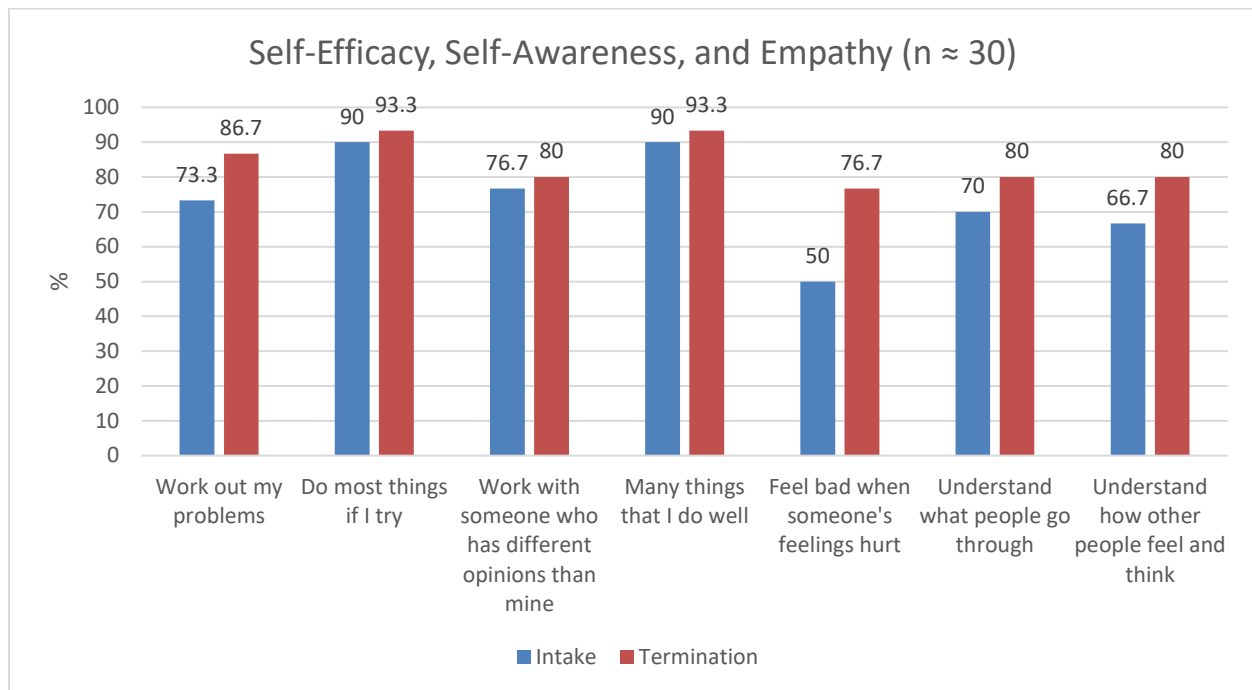 Self-Efficacy, Self-Awareness, and Empathy (n ≈ 30)
%
100
90
80
70
60
50
40
30
20
10
0
73.3
86.7
90
93.3
76.7
80
90
93.3
50
76.7
70
80
66.7
80
Work out my
problems
Do most things
if I try
Work with
someone who
has different
opinions than
mine
Many things
that I do well
Feel bad when
someone's
feelings hurt
Understand
what people go
through
Understand
how other
people feel and
think
Intake
Termination